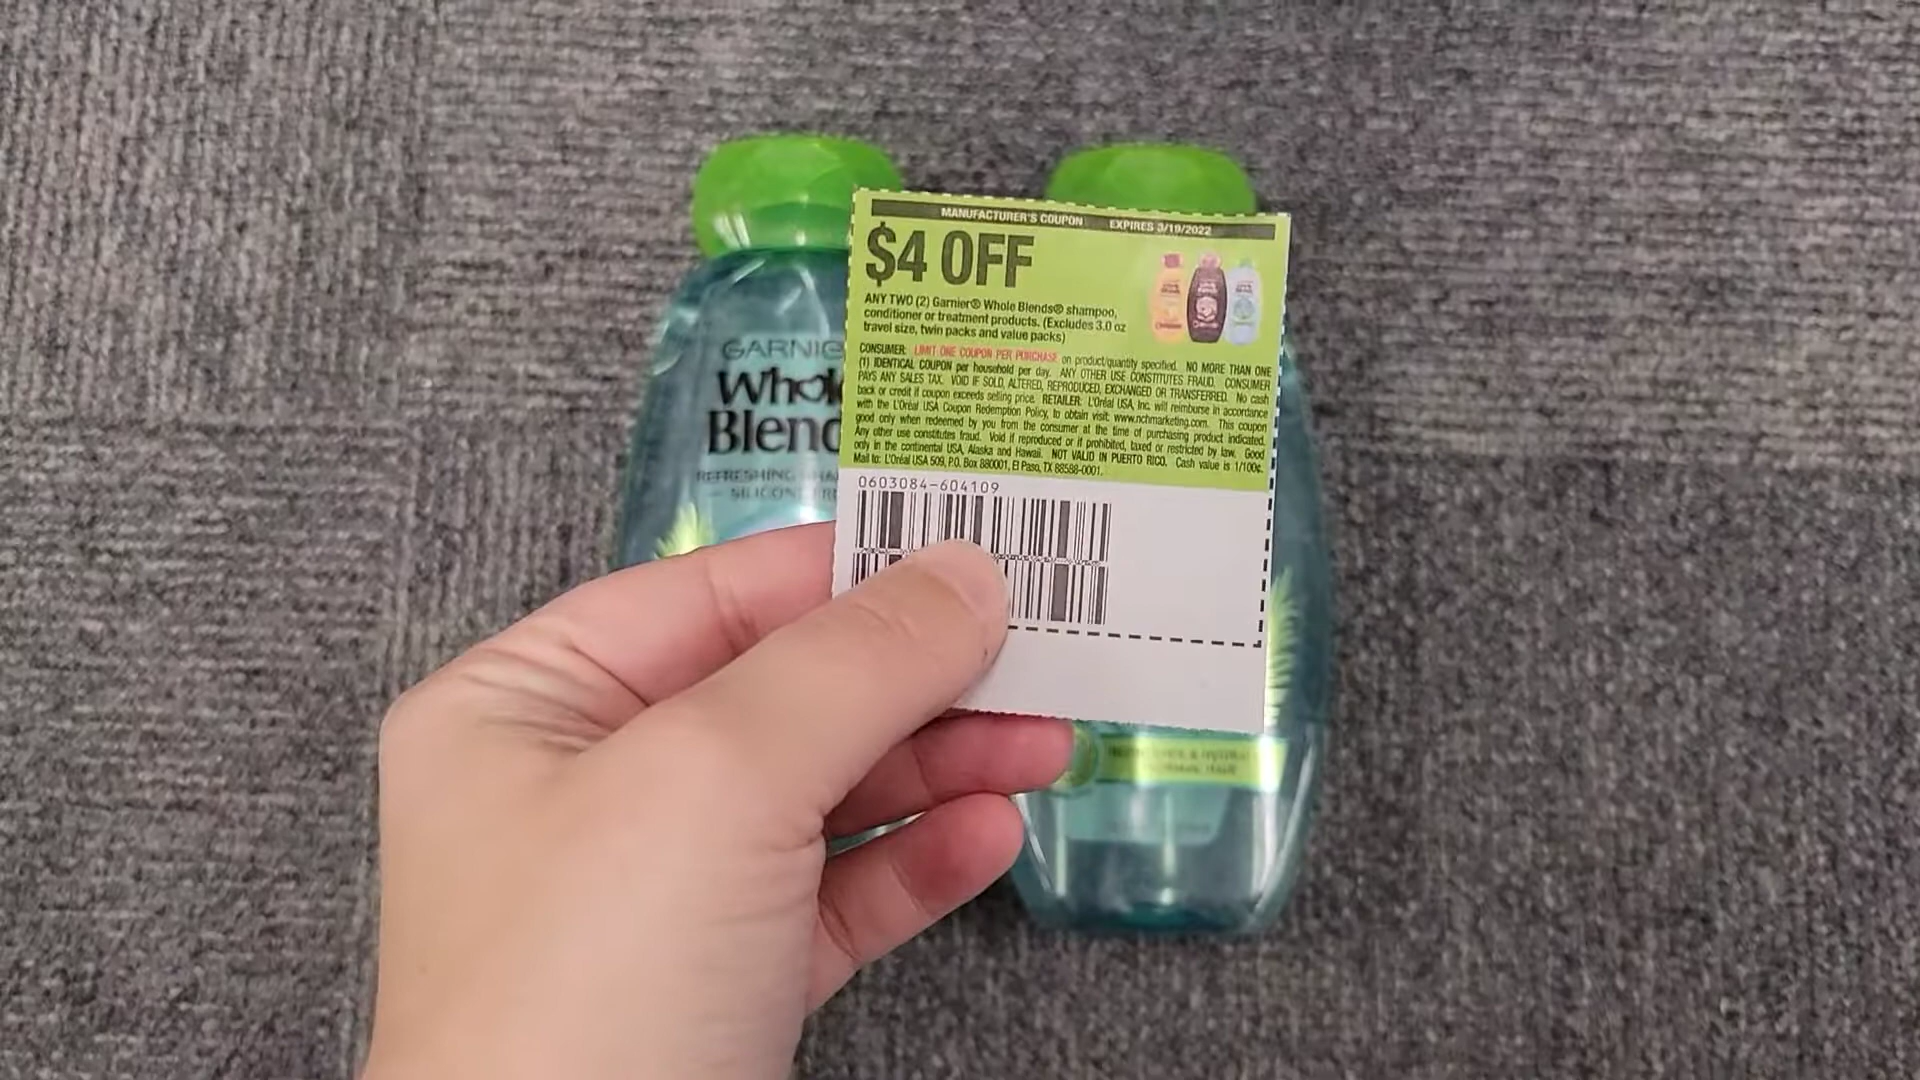 MANUFACTURER'S COUPON EXPIRES 3/19/2022
$4 OFF
ANY TWO (2) Garnier® Whole Blends® shampoo,
conditioner or treatment products. (Excludes 3.0 oz
travel size, twin packs and value packs)
CONSUMER: LIMIT ONE COUPON PER PURCHASE on product/quantity specified. NO MORE THAN ONE
(1) IDENTICAL COUPON per household per day. ANY OTHER USE CONSTITUTES FRAUD. CONSUMER
PAYS ANY SALES TAX. VOID IF SOLD, ALTERED, REPRODUCED, EXCHANGED OR TRANSFERRED. No cash
back or credit if coupon exceeds selling price. RETAILER: L'Oréal USA, Inc. will reimburse in accordance
with the L'Oréal USA Coupon Redemption Policy, to obtain visit: www.nchmarketing.com. This coupon
good only when redeemed by you from the consumer at the time of purchasing product indicated.
Any other use constitutes fraud. Void if reproduced or if prohibited, taxed or restricted by law. Good
only in the continental USA, Alaska and Hawaii. NOT VALID IN PUERTO RICO. Cash value is 1/100¢.
Mail to: L'Oréal USA 509, P.O. Box 880001, El Paso, TX 88588-0001.
0603084-604109
GARNIE
Whole
Blend
REFRESHING SHA